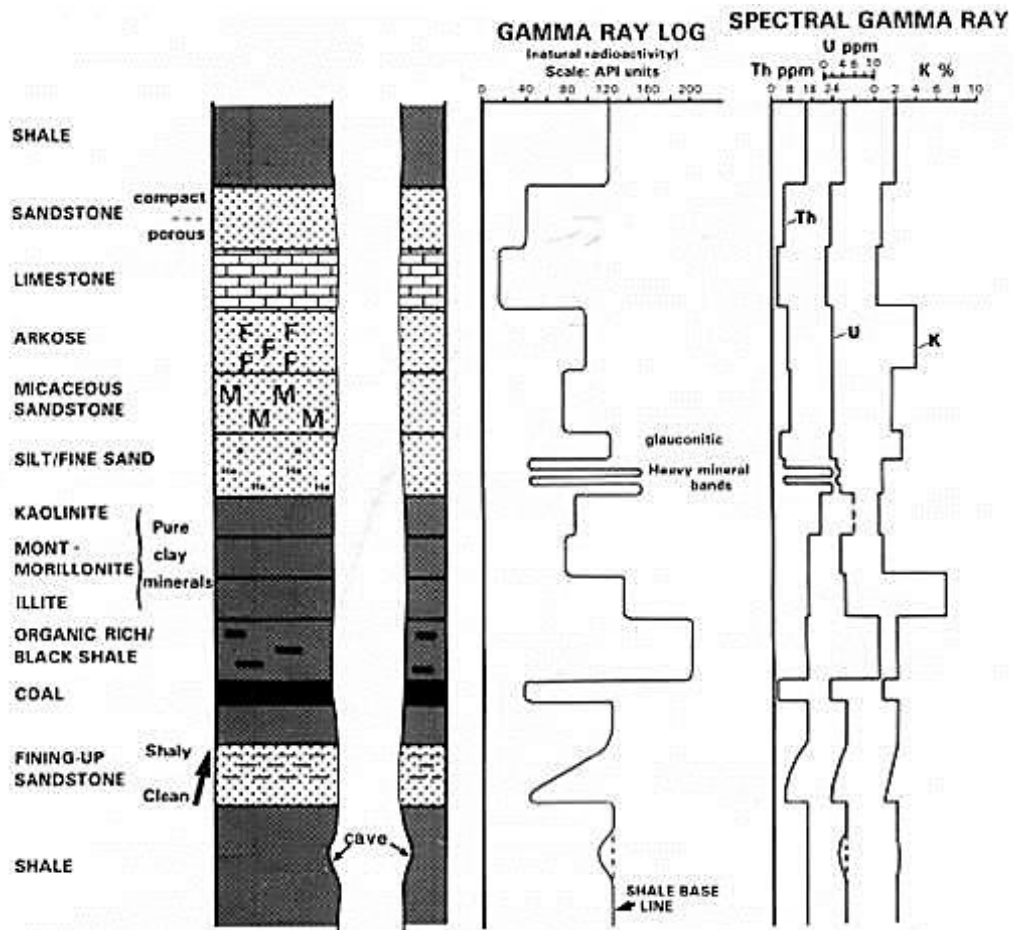 GAMMA RAY LOG
(natural radioactivity)
Scale: API units
0 40 80 120 200
SPECTRAL GAMMA RAY
U ppm
0 4 6 10
Th ppm
K %
0 8 16 24 0 2 4 6 8 10
SHALE
SANDSTONE
compact
porous
LIMESTONE
ARKOSE
F F
F
F F
MICACEOUS
SANDSTONE
M M
M M
SILT/FINE SAND
He He He
KAOLINITE
MONT-
MORILLONITE
ILLITE
Pure
clay
minerals
ORGANIC RICH/
BLACK SHALE
COAL
FINING-UP
SANDSTONE
Shaly
Clean
SHALE
cave
glauconitic
Heavy mineral
bands
SHALE BASE
LINE
Th
U
K